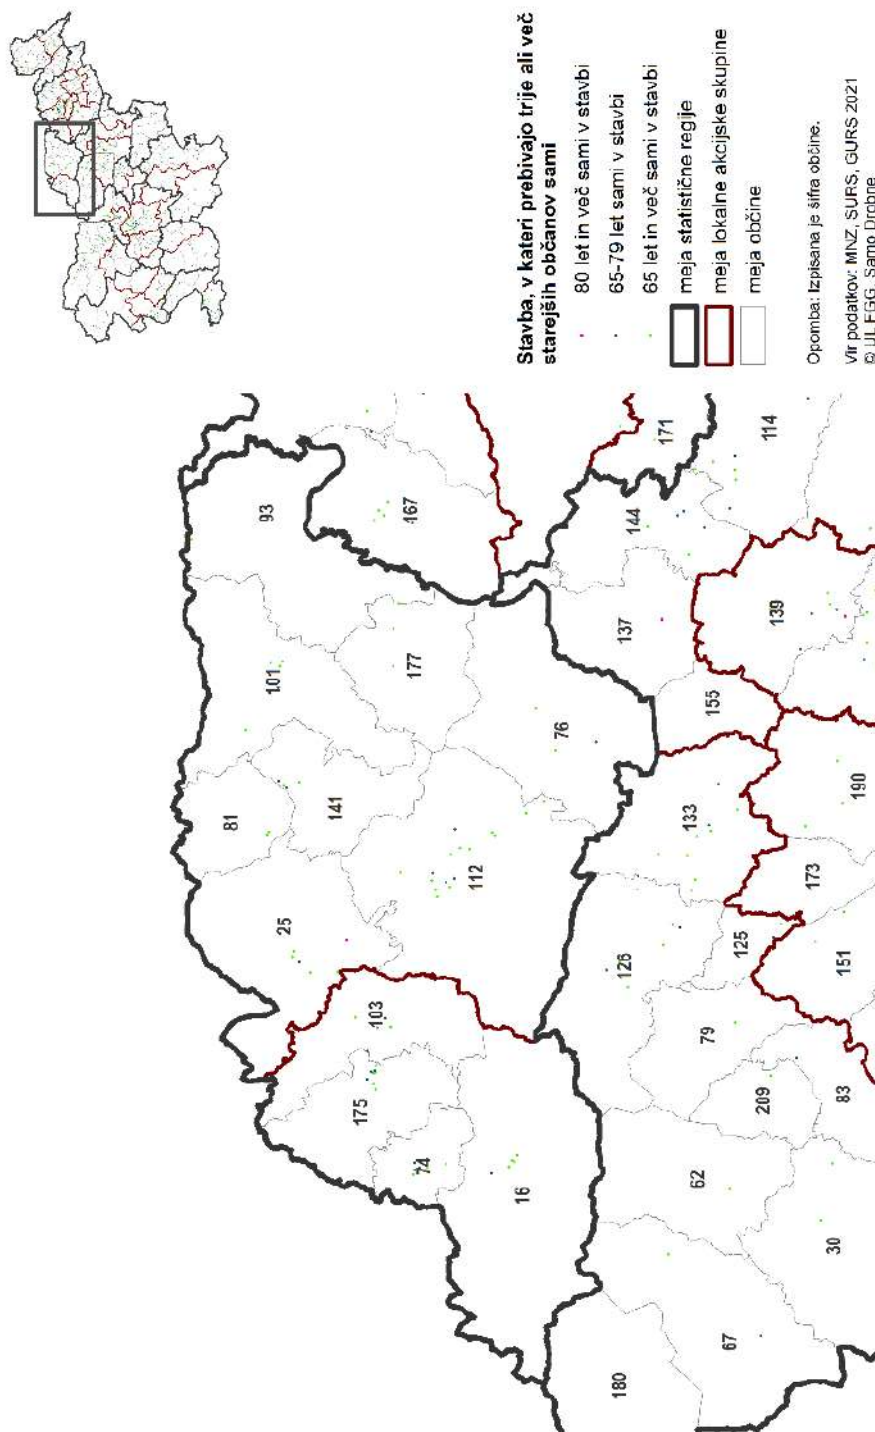 Stavba, v kateri prebivajo trije ali več
starejših občanov sami
80 let in več sami v stavbi
65-79 let sami v stavbi
65 let in več sami v stavbi
meja statistične regije
meja lokalne akcijske skupine
meja občine
Opomba: Izpisana je šifra občine.
Vir podatkov: MNZ, SURS, GURS 2021
© UL FGG, Samo Drobne
93
167
171
114
144
101
177
137
139
81
141
76
155
190
25
112
133
173
103
126
125
151
175
79
74
209
83
16
62
30
67
180